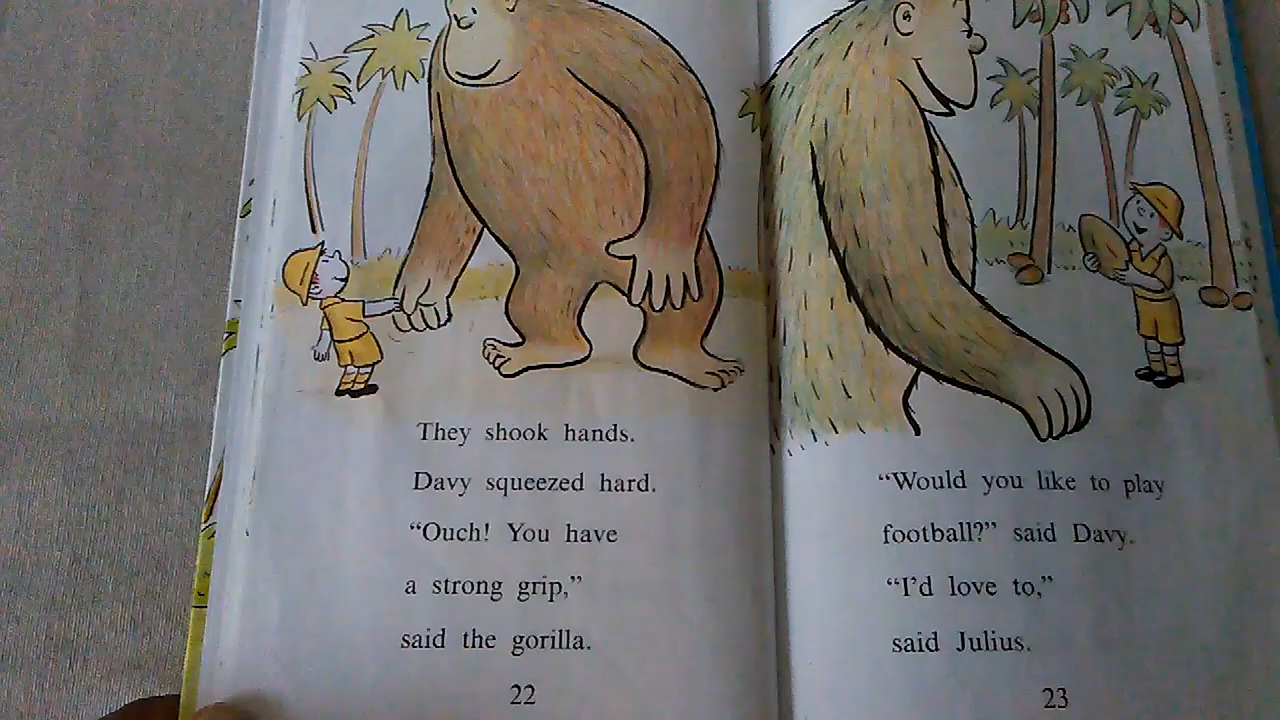 They shook hands.
Davy squeezed hard.
“Ouch! You have
a strong grip,”
said the gorilla.
22
“Would you like to play
football?” said Davy.
“I’d love to,”
said Julius.
23